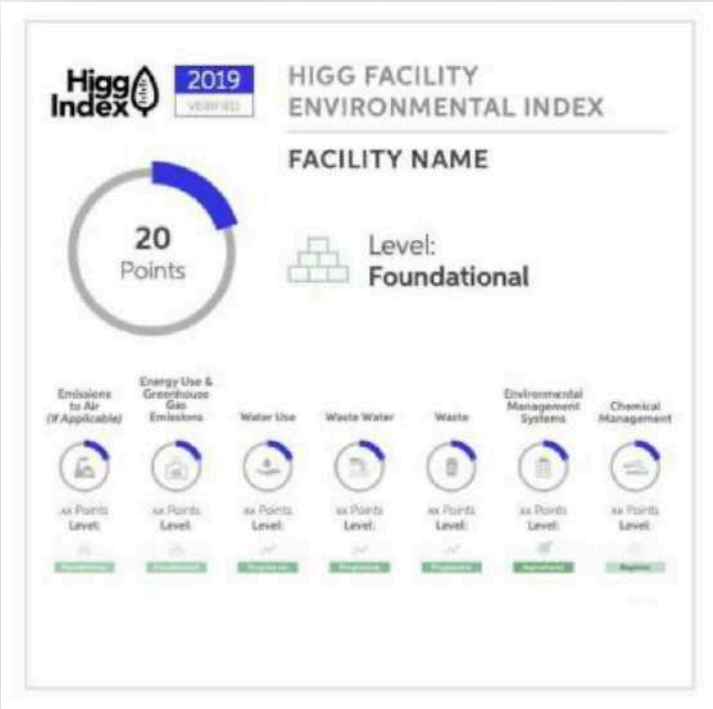 Higg
Index
2019
VERIFIED
HIGG FACILITY
ENVIRONMENTAL INDEX
FACILITY NAME
20
Points
Level:
Foundational
Emissions
to Air
(If Applicable)
Energy Use &
Greenhouse
Gas
Emissions
Water Use
Waste Water
Waste
Environmental
Management
Systems
Chemical
Management
xx Points
Level:
xx Points
Level:
xx Points
Level:
xx Points
Level:
xx Points
Level:
xx Points
Level:
xx Points
Level: